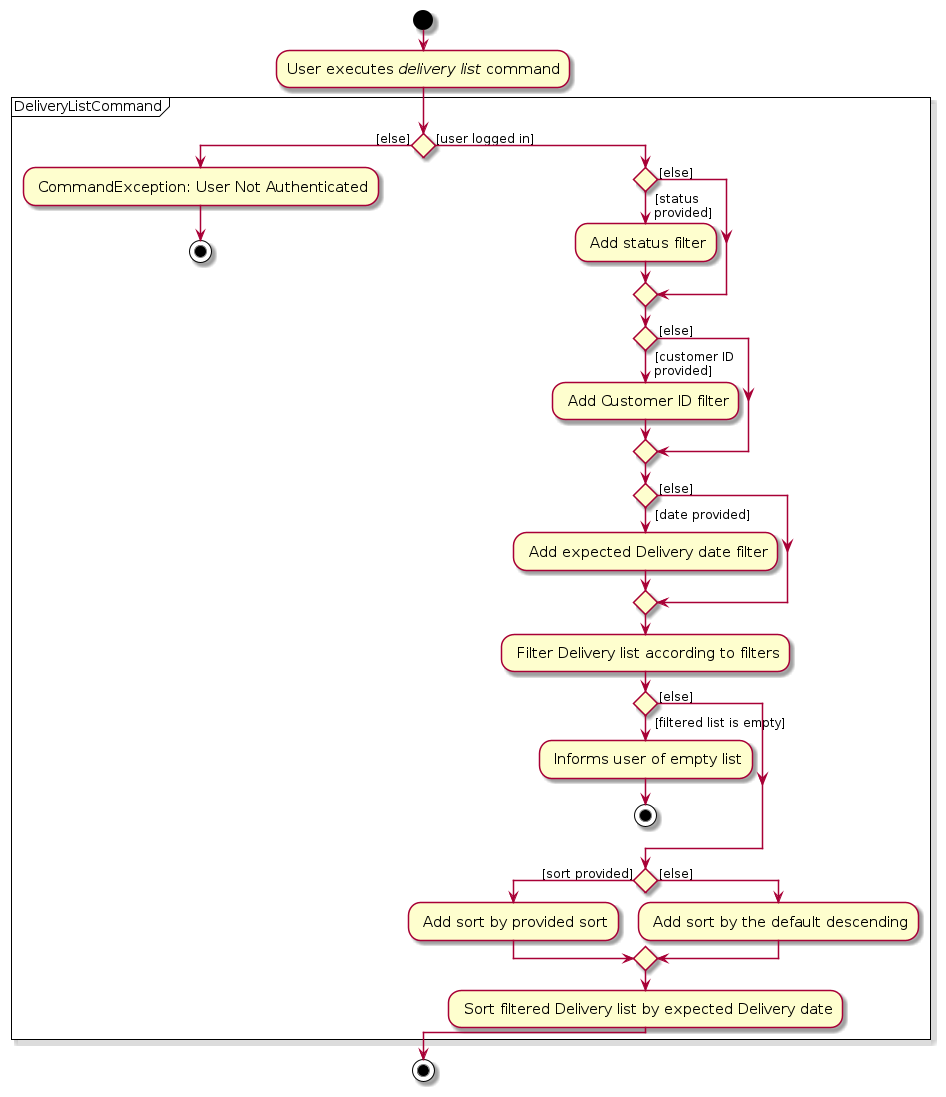 User executes delivery list command
DeliveryListCommand
[else]
[user logged in]
CommandException: User Not Authenticated
[else]
[status
provided]
Add status filter
[else]
[customer ID
provided]
Add Customer ID filter
[else]
[date provided]
Add expected Delivery date filter
Filter Delivery list according to filters
[else]
[filtered list is empty]
Informs user of empty list
[sort provided]
[else]
Add sort by provided sort
Add sort by the default descending
Sort filtered Delivery list by expected Delivery date